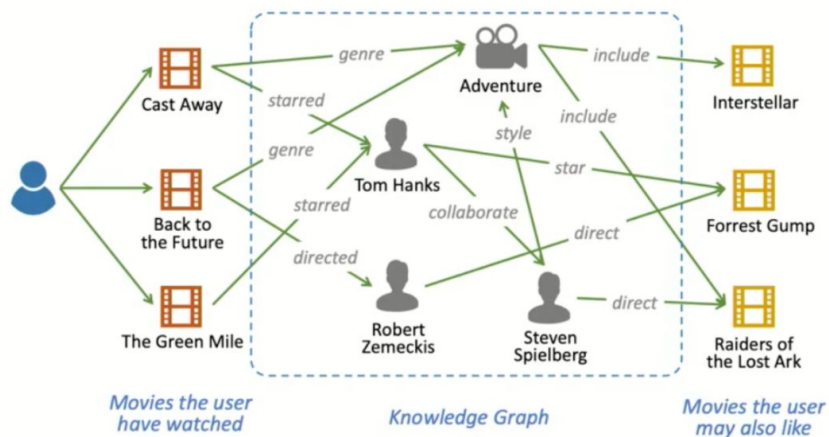 genre
include
Cast Away
Adventure
Interstellar
starred
include
style
genre
Tom Hanks
star
starred
collaborate
Back to
the Future
Forrest Gump
direct
directed
direct
The Green Mile
Robert
Zemeckis
Steven
Spielberg
Raiders of
the Lost Ark
Movies the user
have watched
Knowledge Graph
Movies the user
may also like